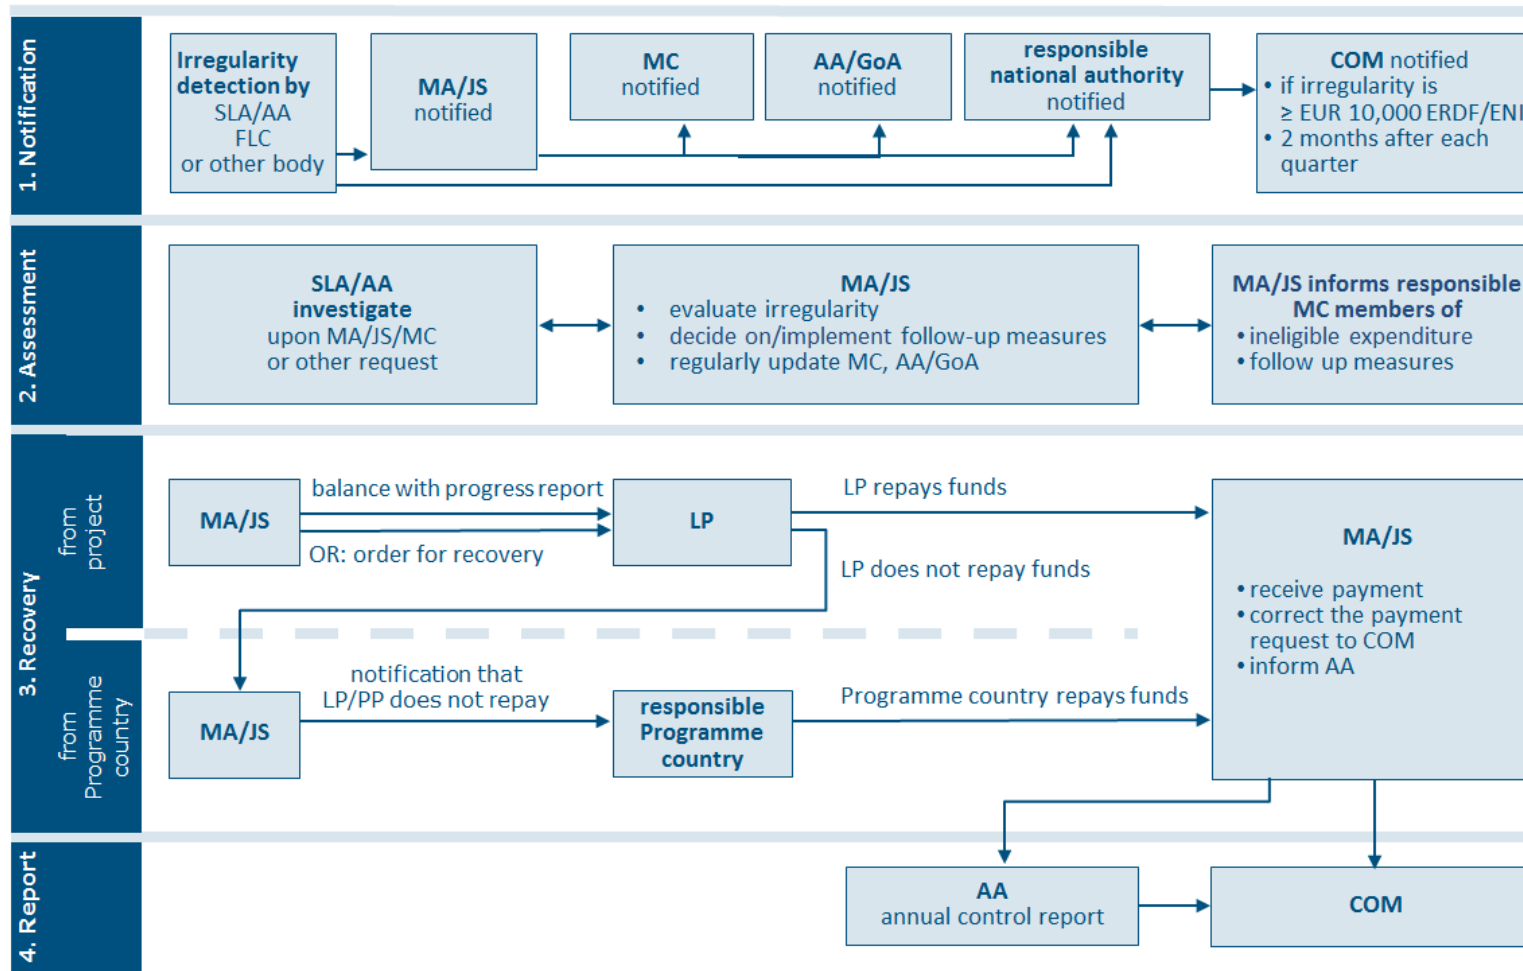 1. Notification
Irregularity
detection by
SLA/AA
FLC
or other body
MA/JS
notified
MC
notified
AA/GoA
notified
responsible
national authority
notified
COM notified
• if irregularity is
≥ EUR 10,000 ERDF/ENI
• 2 months after each
quarter
2. Assessment
SLA/AA
investigate
upon MA/JS/MC
or other request
MA/JS
• evaluate irregularity
• decide on/implement follow-up measures
• regularly update MC, AA/GoA
MA/JS informs responsible
MC members of
• ineligible expenditure
• follow up measures
3. Recovery
from
project
MA/JS
balance with progress report
OR: order for recovery
LP
LP repays funds
LP does not repay funds
MA/JS
• receive payment
• correct the payment
request to COM
• inform AA
from
Programme
country
MA/JS
notification that
LP/PP does not repay
responsible
Programme
country
Programme country repays funds
4. Report
AA
annual control report
COM